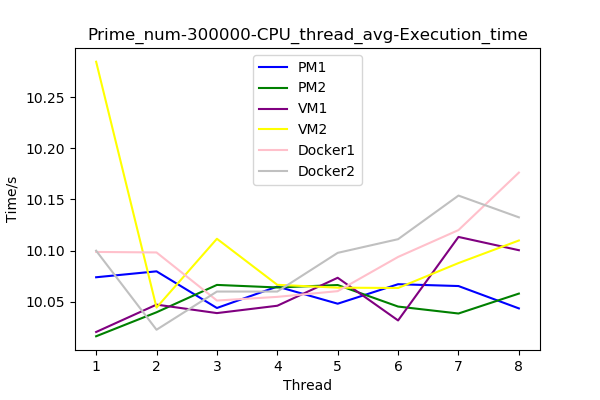 Prime_num-300000-CPU_thread_avg-Execution_time
PM1
PM2
VM1
VM2
Docker1
Docker2
10.25
10.20
10.15
10.10
10.05
Time/s
1 2 3 4 5 6 7 8
Thread